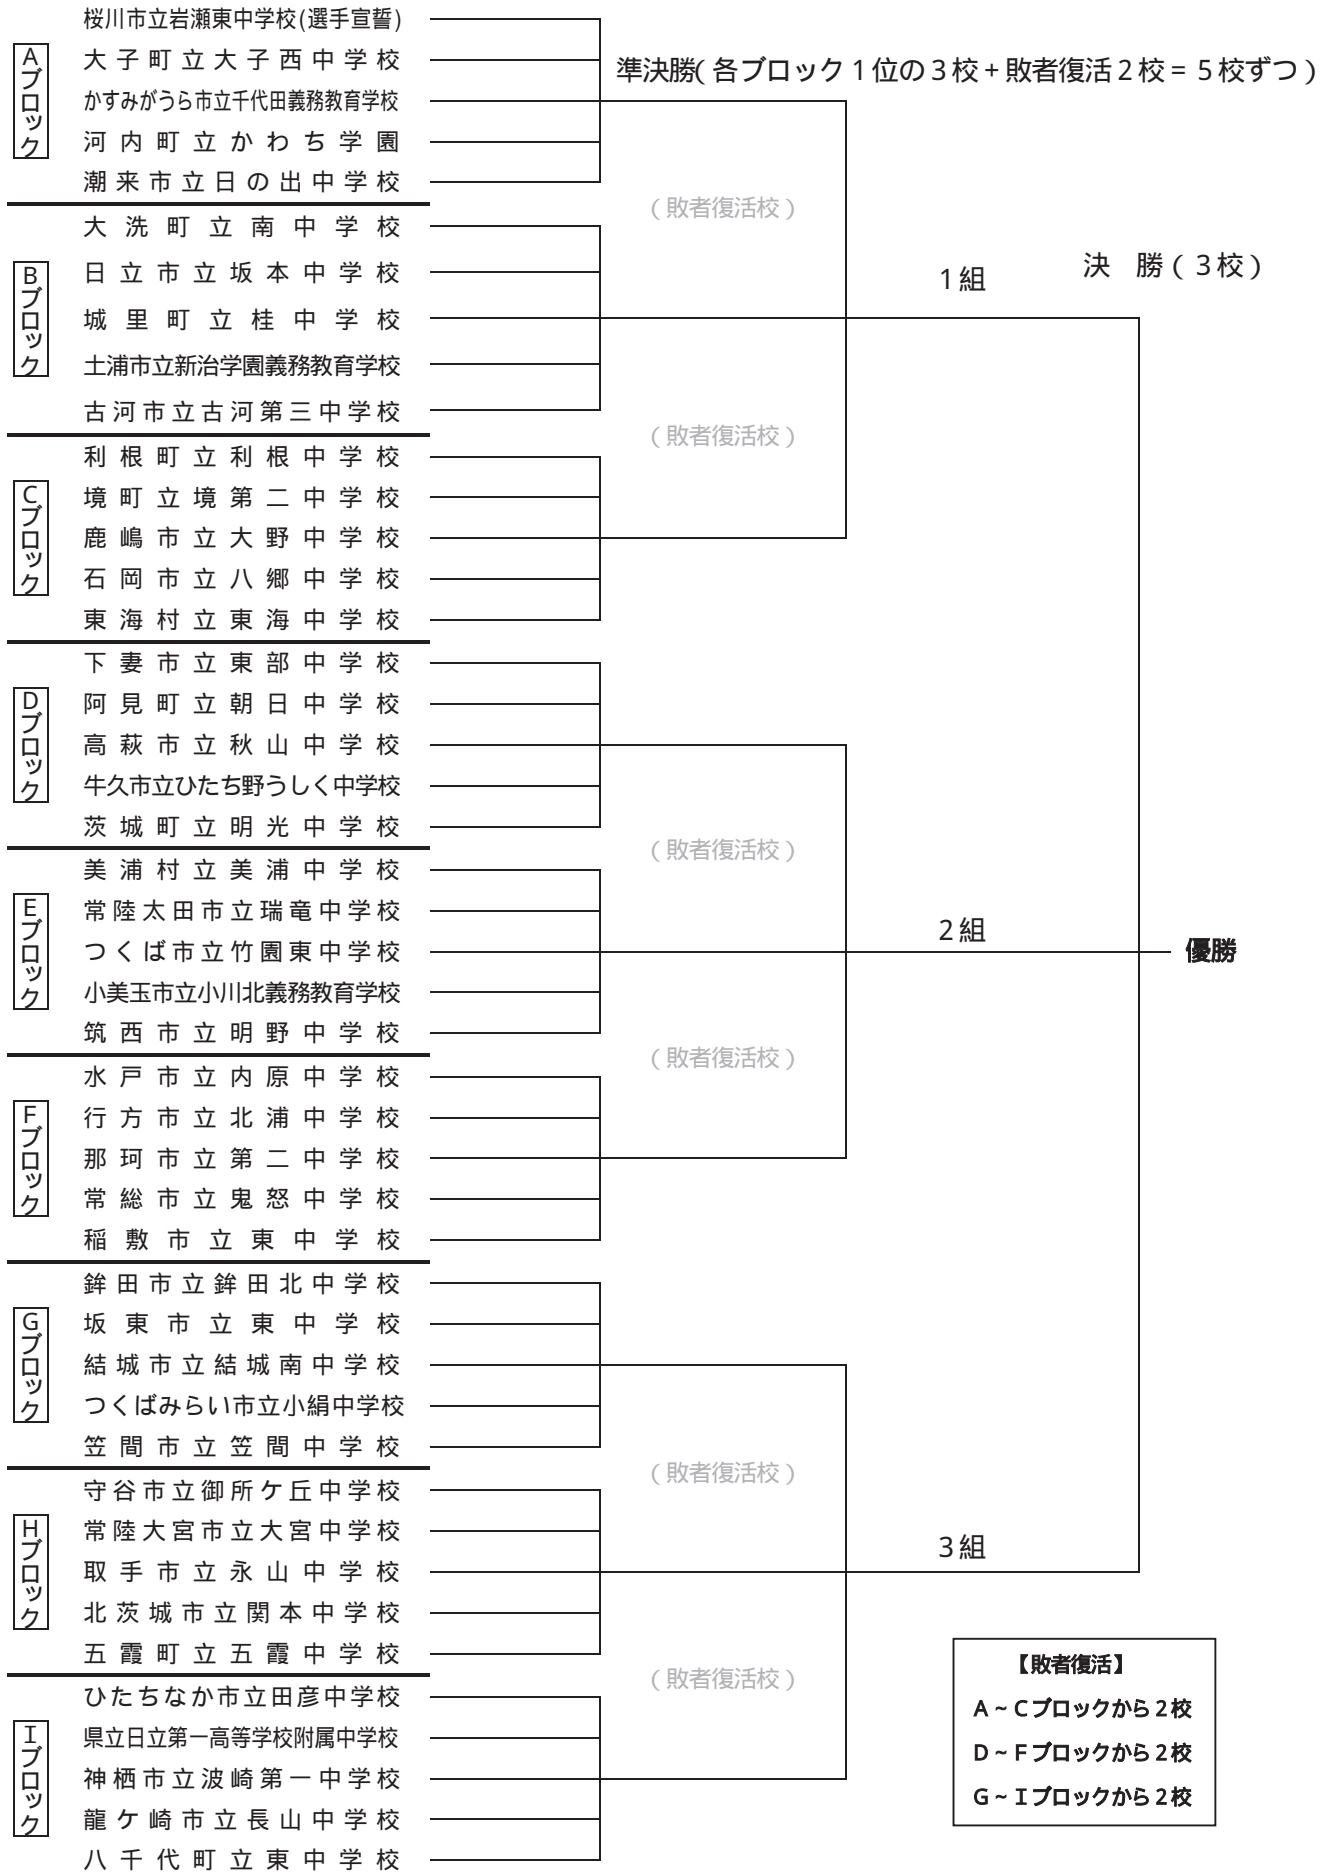 桜川市立岩瀬東中学校(選手宣誓)
大子町立大子西中学校
かすみがうら市立千代田義務教育学校
河内町立かわち学園
潮来市立日の出中学校
Aブロック
準決勝(各ブロック1位の3校+敗者復活2校=5校ずつ)
(敗者復活校)
大洗町立南中学校
日立市立坂本中学校
城里町立桂中学校
土浦市立新治学園義務教育学校
古河市立古河第三中学校
Bブロック
1組
決 勝(3校)
(敗者復活校)
利根町立利根中学校
境町立境第二中学校
鹿嶋市立大野中学校
石岡市立八郷中学校
東海村立東海中学校
Cブロック
下妻市立東部中学校
阿見町立朝日中学校
高萩市立秋山中学校
牛久市立ひたち野うしく中学校
茨城町立明光中学校
Dブロック
(敗者復活校)
美浦村立美浦中学校
常陸太田市立瑞竜中学校
つくば市立竹園東中学校
小美玉市立小川北義務教育学校
筑西市立明野中学校
Eブロック
2組
優勝
(敗者復活校)
水戸市立内原中学校
行方市立北浦中学校
那珂市立第二中学校
常総市立鬼怒中学校
稲敷市立東中学校
Fブロック
鉾田市立鉾田北中学校
坂東市立東中学校
結城市立結城南中学校
つくばみらい市立小絹中学校
笠間市立笠間中学校
Gブロック
(敗者復活校)
守谷市立御所ケ丘中学校
常陸大宮市立大宮中学校
取手市立永山中学校
北茨城市立関本中学校
五霞町立五霞中学校
Hブロック
3組
(敗者復活校)
ひたちなか市立田彦中学校
県立日立第一高等学校附属中学校
神栖市立波崎第一中学校
龍ケ崎市立長山中学校
八千代町立東中学校
Iブロック
【敗者復活】
A~Cブロックから2校
D~Fブロックから2校
G~Iブロックから2校